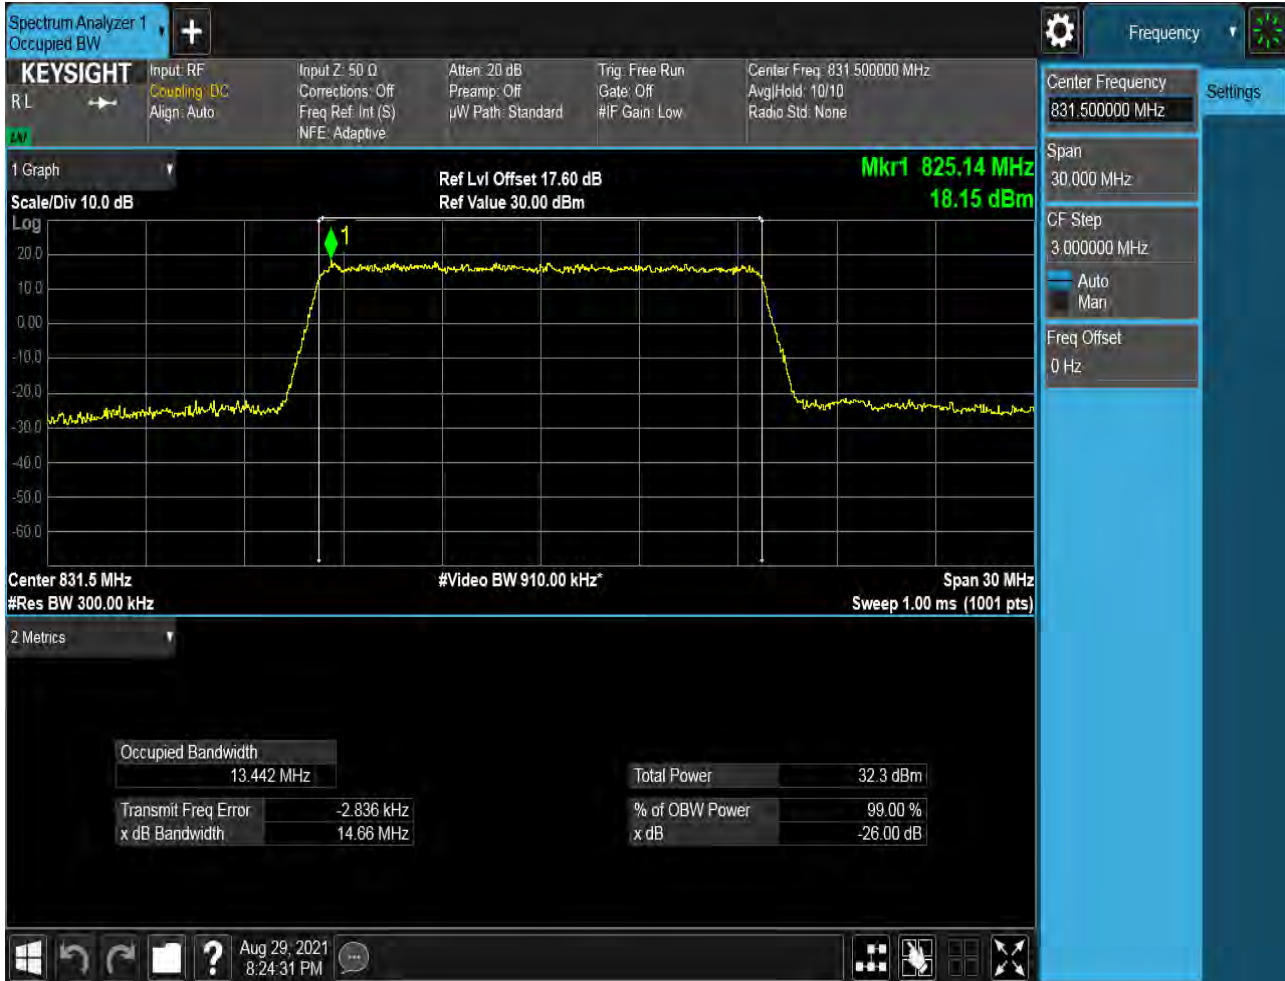 Spectrum Analyzer 1
Occupied BW
Frequency
KEYSIGHT
R L
LXI
Input: RF
Coupling: DC
Align: Auto
Input Z: 50 Ω
Corrections: Off
Freq Ref: Int (S)
NFE: Adaptive
Atten: 20 dB
Preamp: Off
µW Path: Standard
Trig: Free Run
Gate: Off
#IF Gain: Low
Center Freq: 831.500000 MHz
Avg|Hold: 10/10
Radio Std: None
Center Frequency
831.500000 MHz
Settings
Span
30.000 MHz
CF Step
3.000000 MHz
Auto
Man
Freq Offset
0 Hz
1 Graph
Scale/Div 10.0 dB
Ref Lvl Offset 17.60 dB
Ref Value 30.00 dBm
Mkr1 825.14 MHz
18.15 dBm
Log
1
20.0
10.0
0.00
-10.0
-20.0
-30.0
-40.0
-50.0
-60.0
Center 831.5 MHz
#Video BW 910.00 kHz*
Span 30 MHz
#Res BW 300.00 kHz
Sweep 1.00 ms (1001 pts)
2 Metrics
Occupied Bandwidth
13.442 MHz
Transmit Freq Error -2.836 kHz
x dB Bandwidth 14.66 MHz
Total Power 32.3 dBm
% of OBW Power 99.00 %
x dB -26.00 dB
Aug 29, 2021
8:24:31 PM